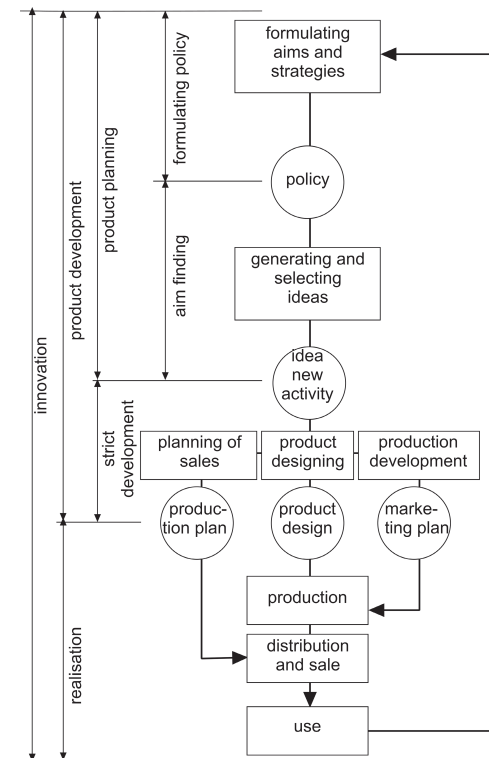 formulating
aims and
strategies
formulating policy
policy
product planning
product development
generating and
selecting
ideas
aim finding
innovation
idea
new
activity
strict
development
planning of
sales
product
designing
production
development
produc-
tion plan
product
design
marke-
ting plan
production
realisation
distribution
and sale
use